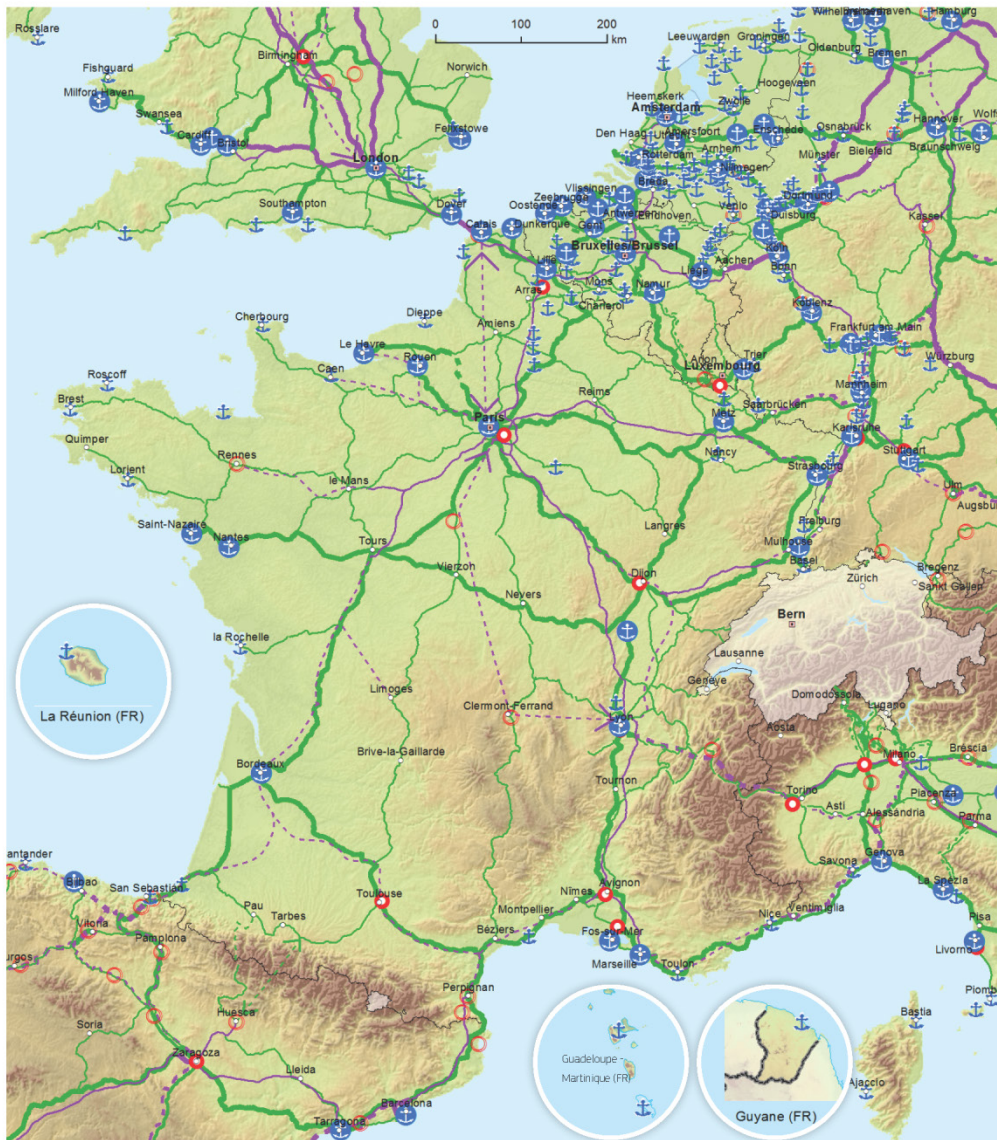 0 100 200
km
Rosslare
Fishguard
Milford Haven
Swansea
Cardiff
Bristol
Birmingham
Norwich
Felixstowe
London
Southampton
Dover
Calais
Leeuwarden
Groningen
Oldenburg
Hamburg
Bremen
Hoogeveen
Heemskerk
Amsterdam
Zwolle
Den Haag
Utrecht
Amersfoort
Enschede
Osnabrück
Hannover
Braunschweig
Rotterdam
Arnhem
Nijmegen
Münster
Bielefeld
Breda
Vlissingen
Zeebrugge
Oostende
Dunkerque
Gent
Antwerpen
Eindhoven
Venlo
Dortmund
Duisburg
Kassel
Bruxelles/Brussel
Köln
Bonn
Aachen
Liège
Lille
Mons
Namur
Charleroi
Arras
Koblenz
Frankfurt am Main
Würzburg
Cherbourg
Dieppe
Amiens
Le Havre
Rouen
Caen
Arlon
Luxembourg
Trier
Mannheim
Roscoff
Brest
Quimper
Lorient
Rennes
le Mans
Paris
Reims
Metz
Saarbrücken
Karlsruhe
Nancy
Strasbourg
Stuttgart
Ulm
Saint-Nazaire
Nantes
Tours
Langres
Freiburg
Mulhouse
Basel
Bregenz
Sankt Gallen
Zürich
Vierzon
Dijon
Nevers
Bern
Lausanne
Genève
la Rochelle
La Réunion (FR)
Limoges
Clermont-Ferrand
Lyon
Domodossola
Lugano
Aosta
Milano
Brescia
Brive-la-Gaillarde
Bordeaux
Tournon
Torino
Asti
Alessandria
Piacenza
Parma
Savona
Genova
La Spezia
Pisa
Livorno
Bilbao
San Sebastián
Vitoria
Pamplona
Pau
Tarbes
Toulouse
Nîmes
Avignon
Montpellier
Béziers
Fos-sur-Mer
Marseille
Toulon
Nice
Ventimiglia
Perpignan
Soria
Huesca
Zaragoza
Lleida
Barcelona
Tarragona
Guadeloupe -
Martinique (FR)
Guyane (FR)
Bastia
Ajaccio